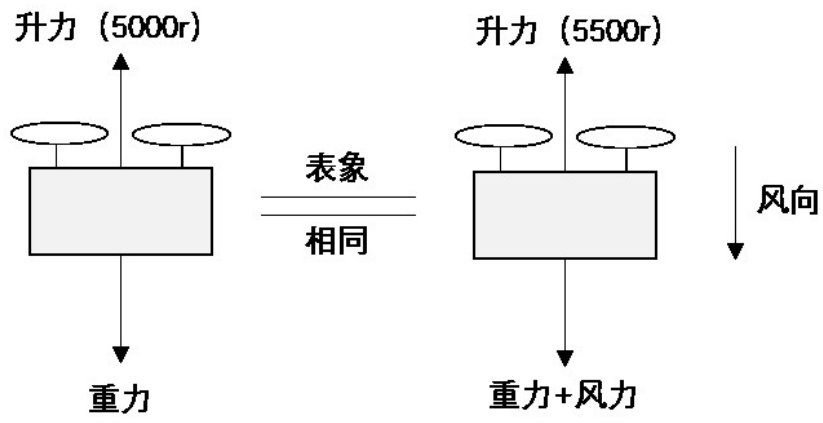 升力（5000r）
升力（5500r）
表象
相同
风向
重力
重力+风力